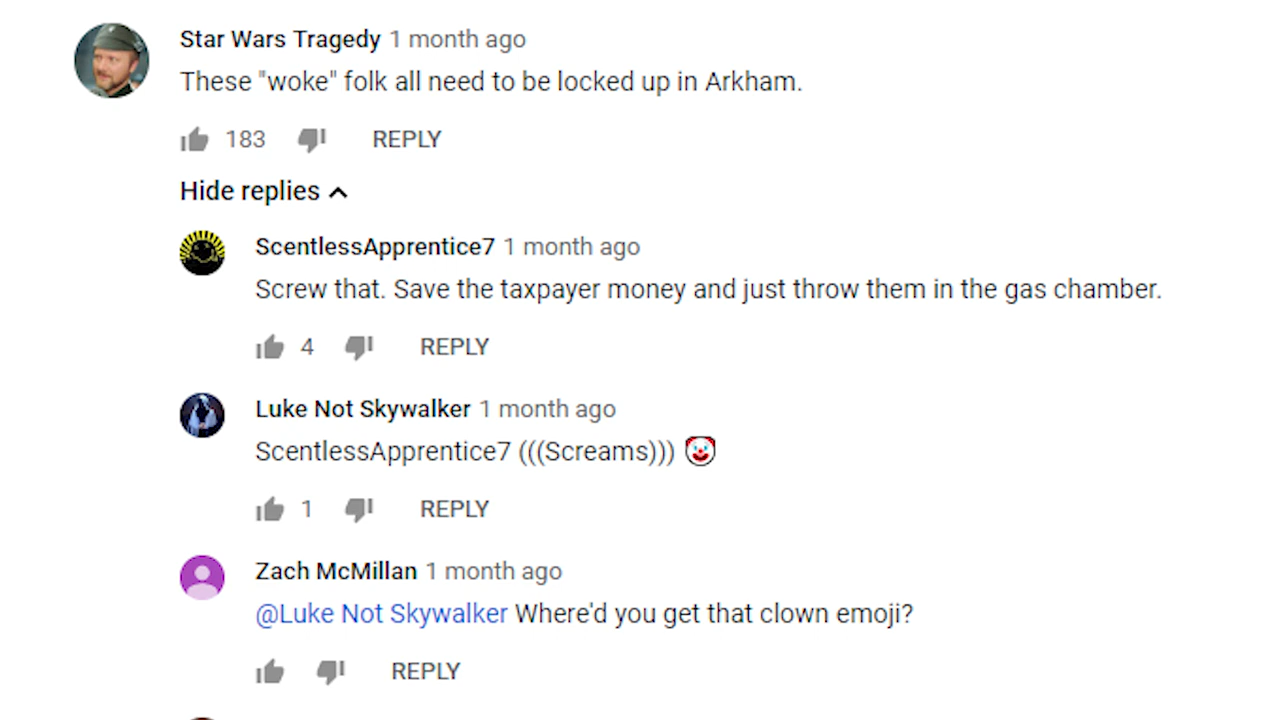 Star Wars Tragedy 1 month ago
These "woke" folk all need to be locked up in Arkham.
183 REPLY
Hide replies
ScentlessApprentice7 1 month ago
Screw that. Save the taxpayer money and just throw them in the gas chamber.
4 REPLY
Luke Not Skywalker 1 month ago
ScentlessApprentice7 (((Screams))) 🤡
1 REPLY
Zach McMillan 1 month ago
@Luke Not Skywalker Where'd you get that clown emoji?
REPLY